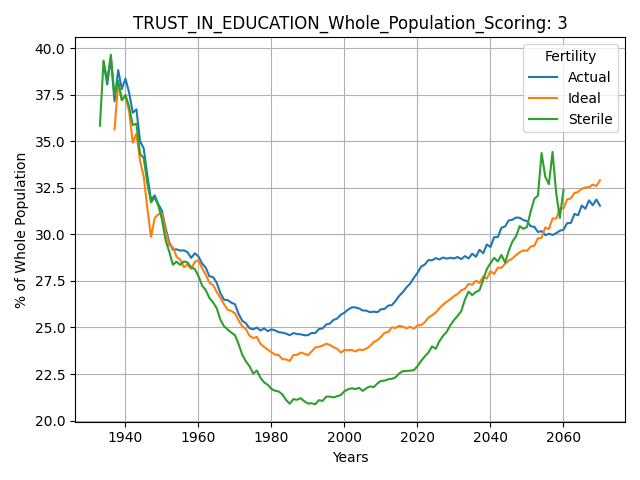 TRUST_IN_EDUCATION_Whole_Population_Scoring: 3
% of Whole Population
40.0
37.5
35.0
32.5
30.0
27.5
25.0
22.5
20.0
Fertility
Actual
Ideal
Sterile
1940 1960 1980 2000 2020 2040 2060
Years